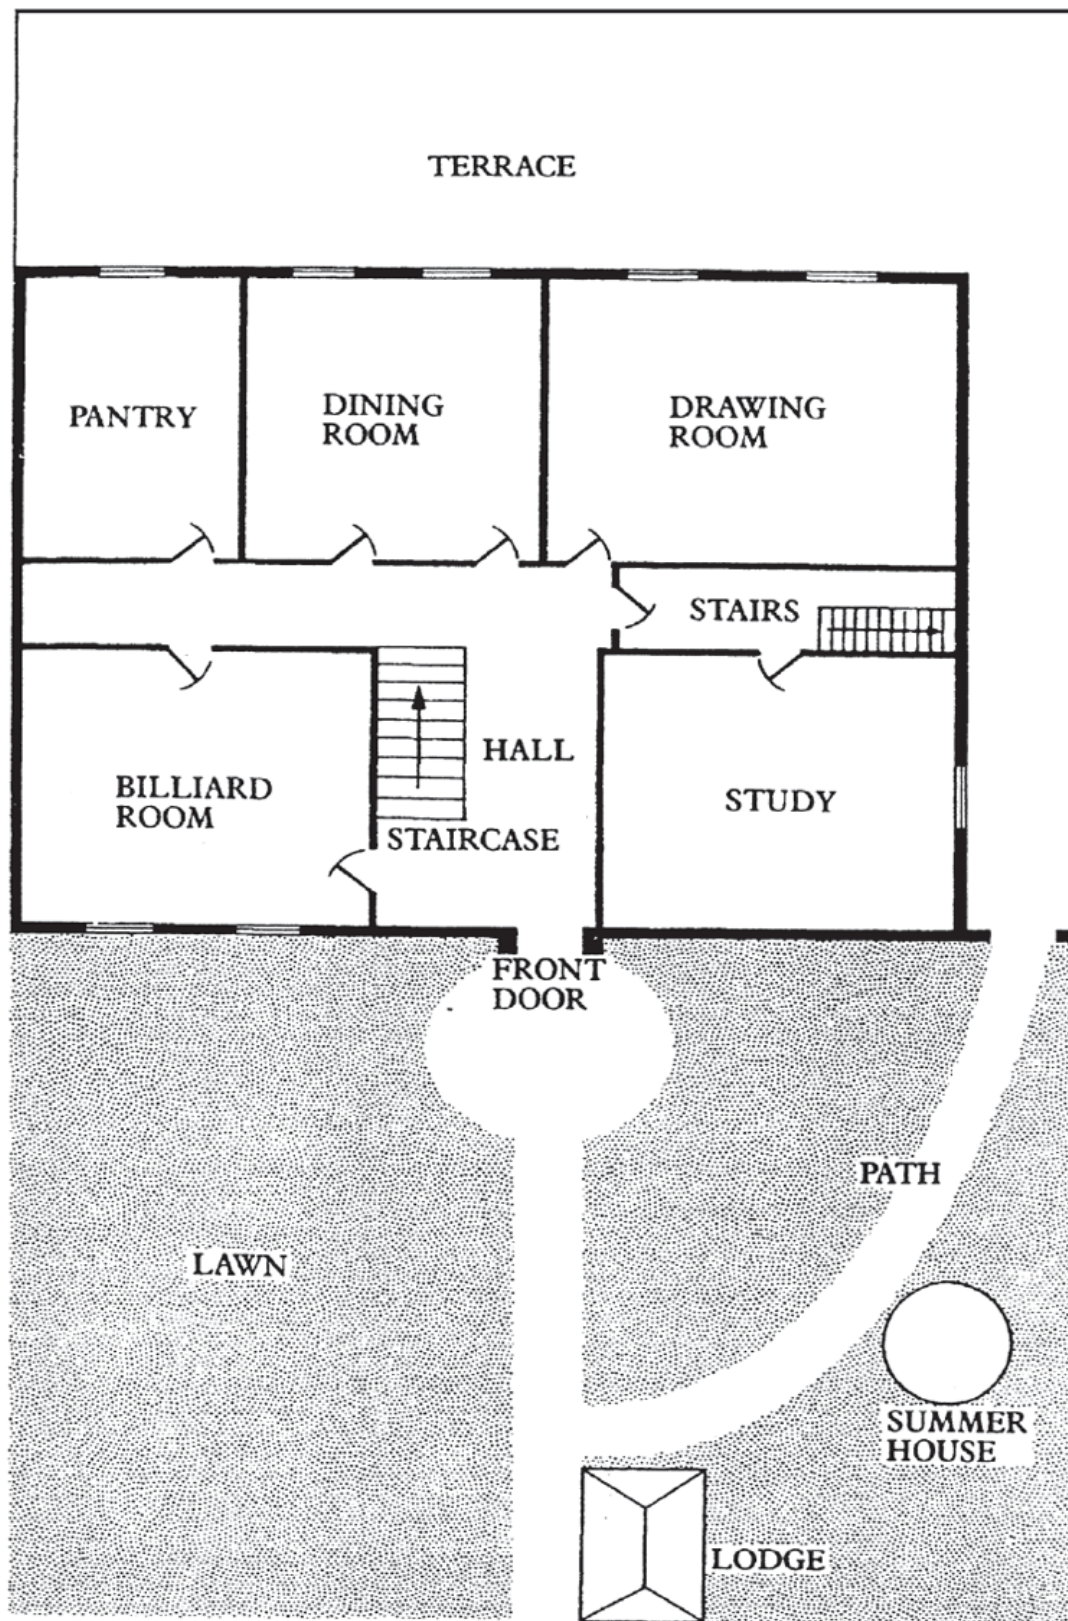 TERRACE
PANTRY
DINING
ROOM
DRAWING
ROOM
STAIRS
HALL
BILLIARD
ROOM
STUDY
STAIRCASE
FRONT
DOOR
PATH
LAWN
SUMMER
HOUSE
LODGE